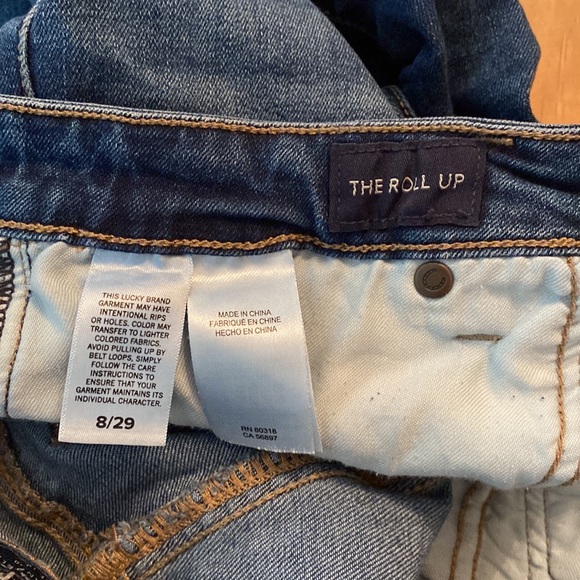 THE ROLL UP
THIS LUCKY BRAND
GARMENT MAY HAVE
INTENTIONAL RIPS
OR HOLES. COLOR MAY
TRANSFER TO LIGHTER
COLORED FABRICS.
AVOID PULLING UP BY
BELT LOOPS, SIMPLY
FOLLOW THE CARE
INSTRUCTIONS TO
ENSURE THAT YOUR
GARMENT MAINTAINS ITS
INDIVIDUAL CHARACTER.
8/29
MADE IN CHINA
FABRIQUÉ EN CHINE
HECHO EN CHINA
RN 80318
CA 56897